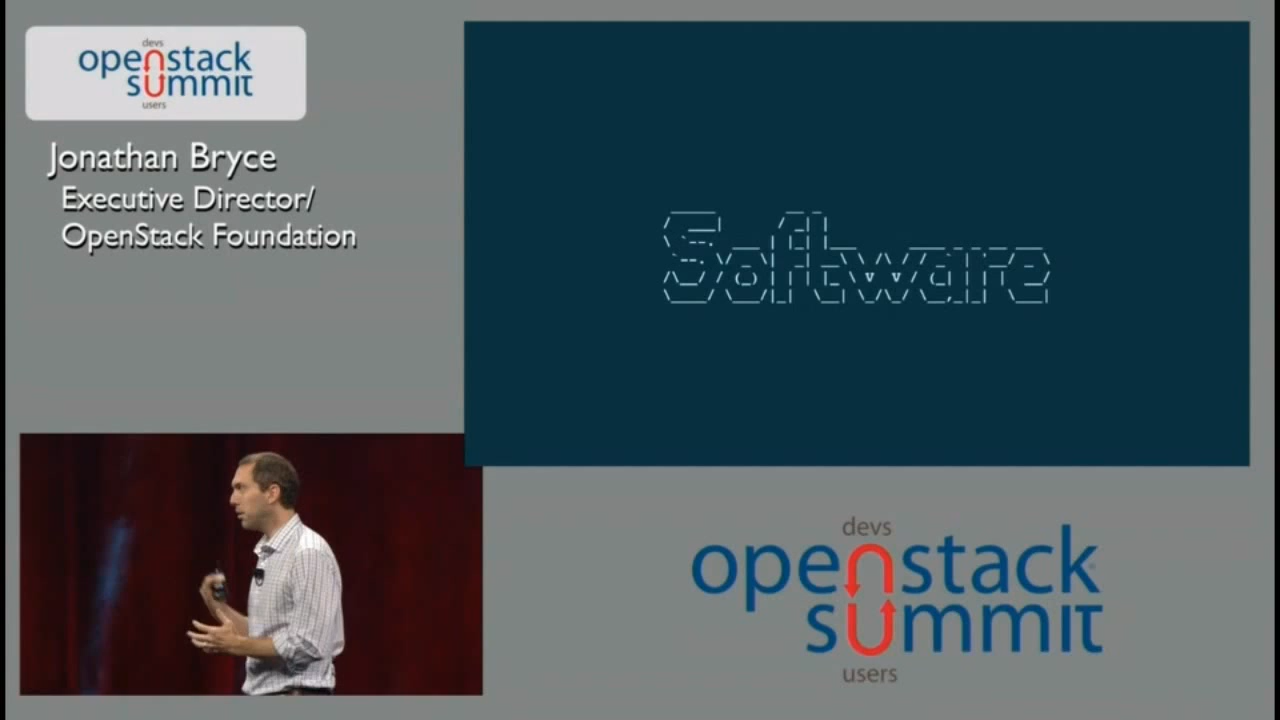 devs
openstack
summit
users
Jonathan Bryce
Executive Director/
OpenStack Foundation
Software
devs
openstack
summit
users